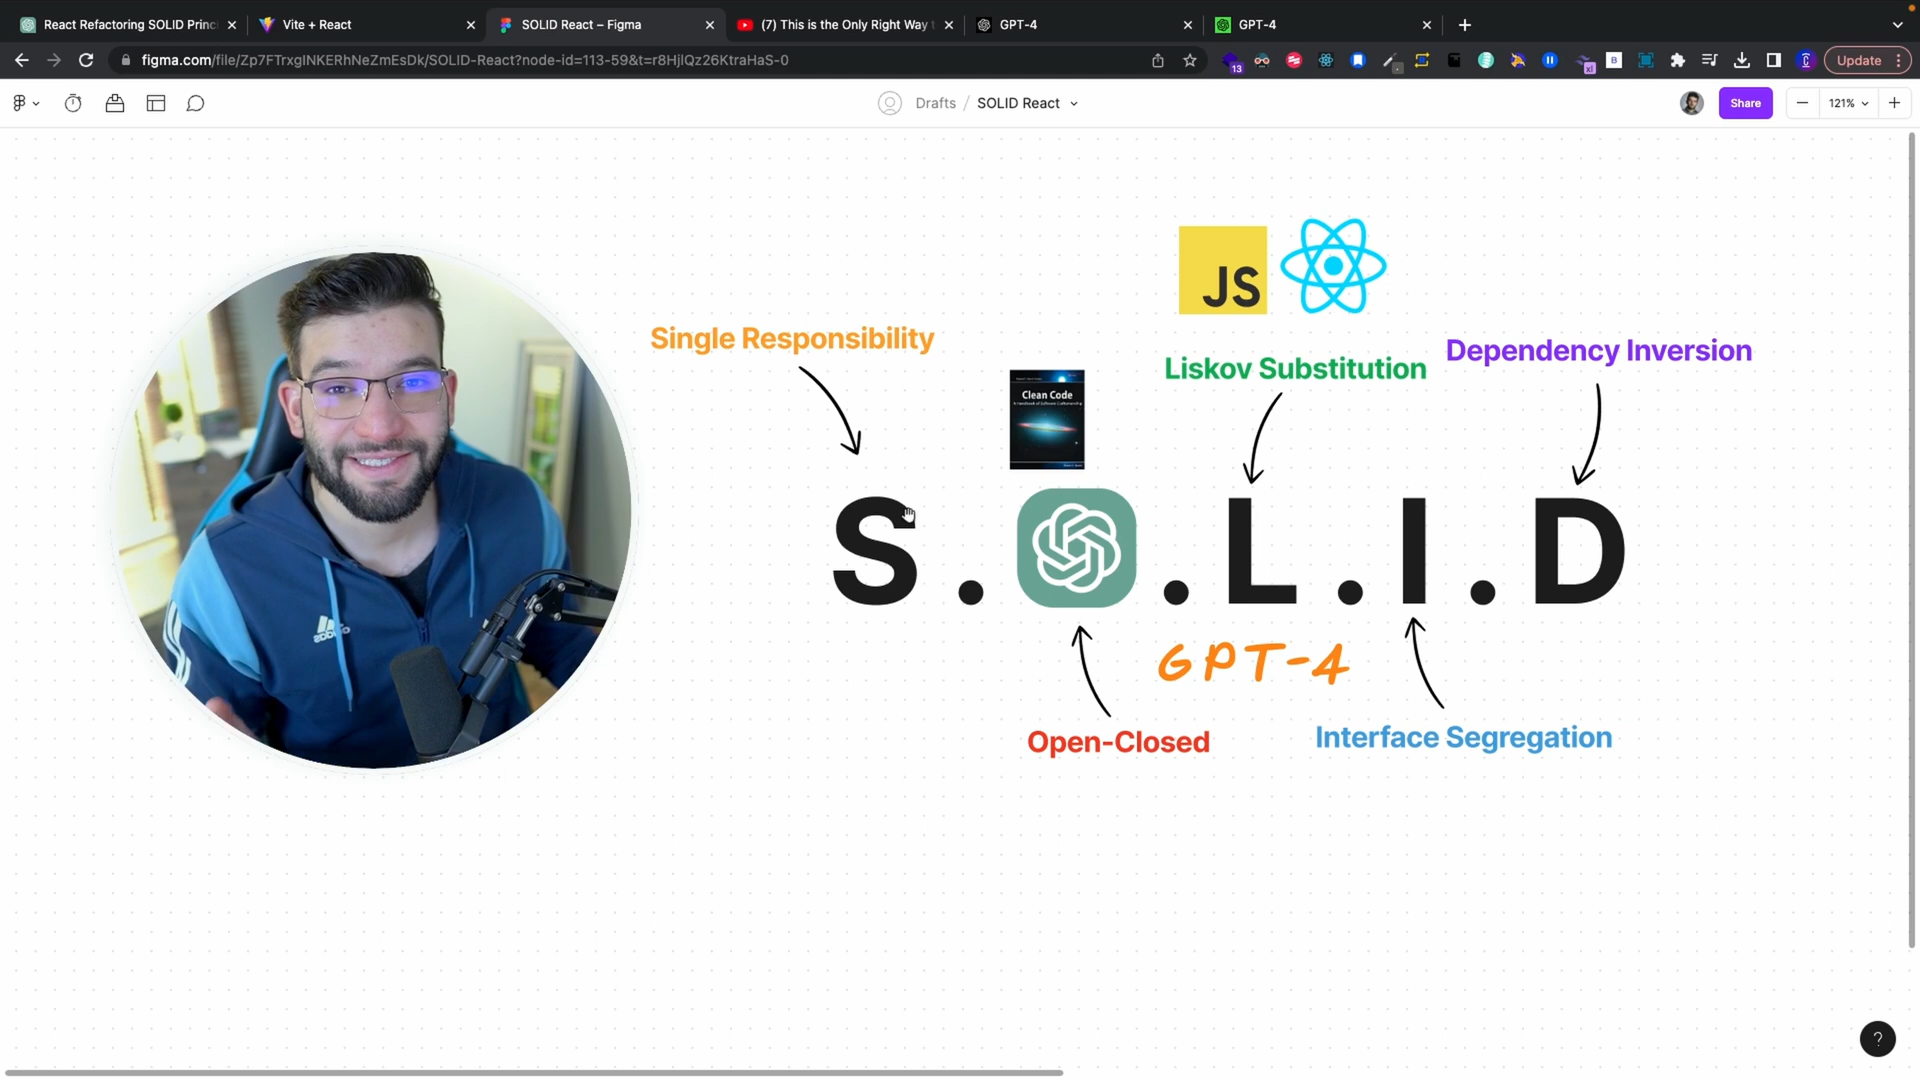 React Refactoring SOLID Princ
Vite + React
SOLID React – Figma
(7) This is the Only Right Way t
GPT-4
GPT-4
figma.com/file/Zp7FTrxgINKERhNeZmEsDk/SOLID-React?node-id=113-59&t=r8HjlQz26KtraHaS-0
13
x!
B
Update
Drafts / SOLID React
Share
121%
JS
Single Responsibility
Liskov Substitution
Dependency Inversion
Clean Code
S . . L . I . D
GPT-4
Open-Closed
Interface Segregation
adidas
?